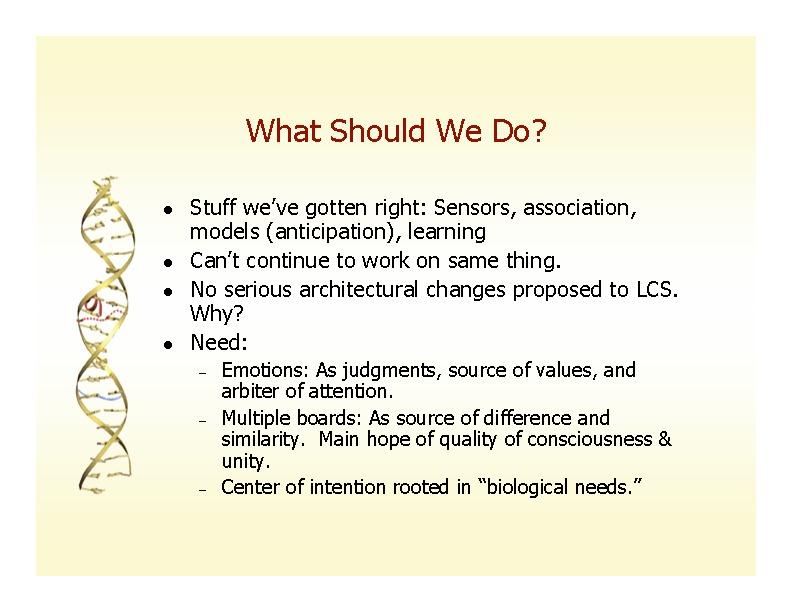 What Should We Do?
● Stuff we've gotten right: Sensors, association,
models (anticipation), learning
● Can't continue to work on same thing.
● No serious architectural changes proposed to LCS.
Why?
● Need:
– Emotions: As judgments, source of values, and
arbiter of attention.
– Multiple boards: As source of difference and
similarity. Main hope of quality of consciousness &
unity.
– Center of intention rooted in “biological needs.”